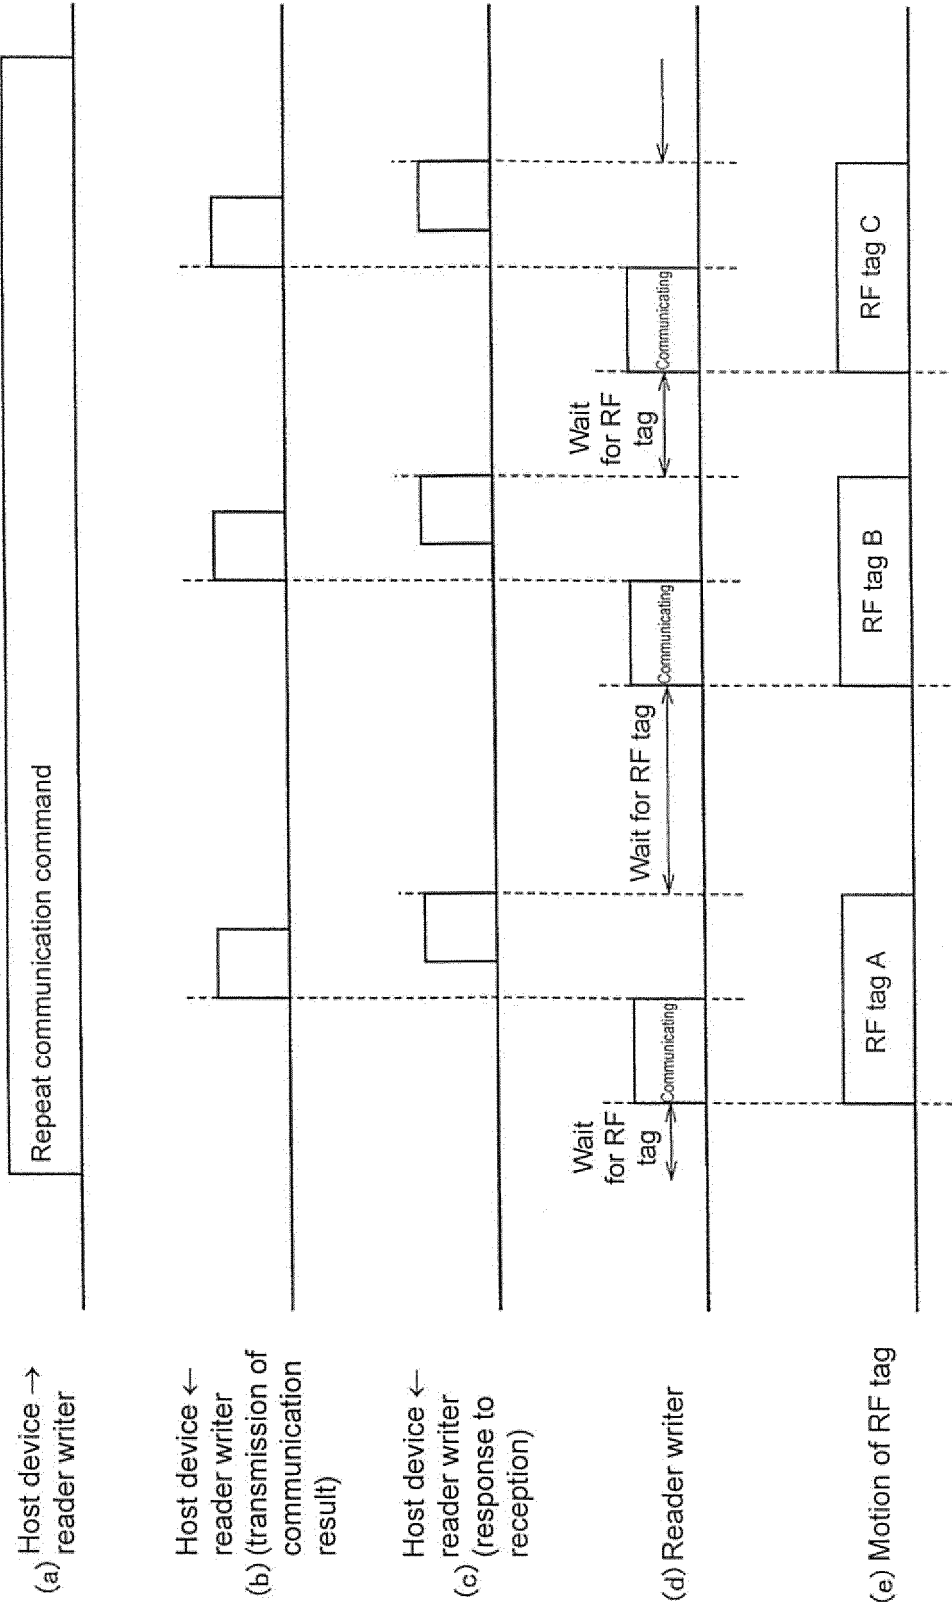 (a) Host device →
reader writer
Repeat communication command
Host device ←
reader writer
(b) (transmission of
communication
result)
Host device ←
reader writer
(c) (response to
reception)
(d) Reader writer
Wait
for RF
tag
Communicating
Wait for RF tag
Communicating
Wait
for RF
tag
Communicating
(e) Motion of RF tag
RF tag A
RF tag B
RF tag C